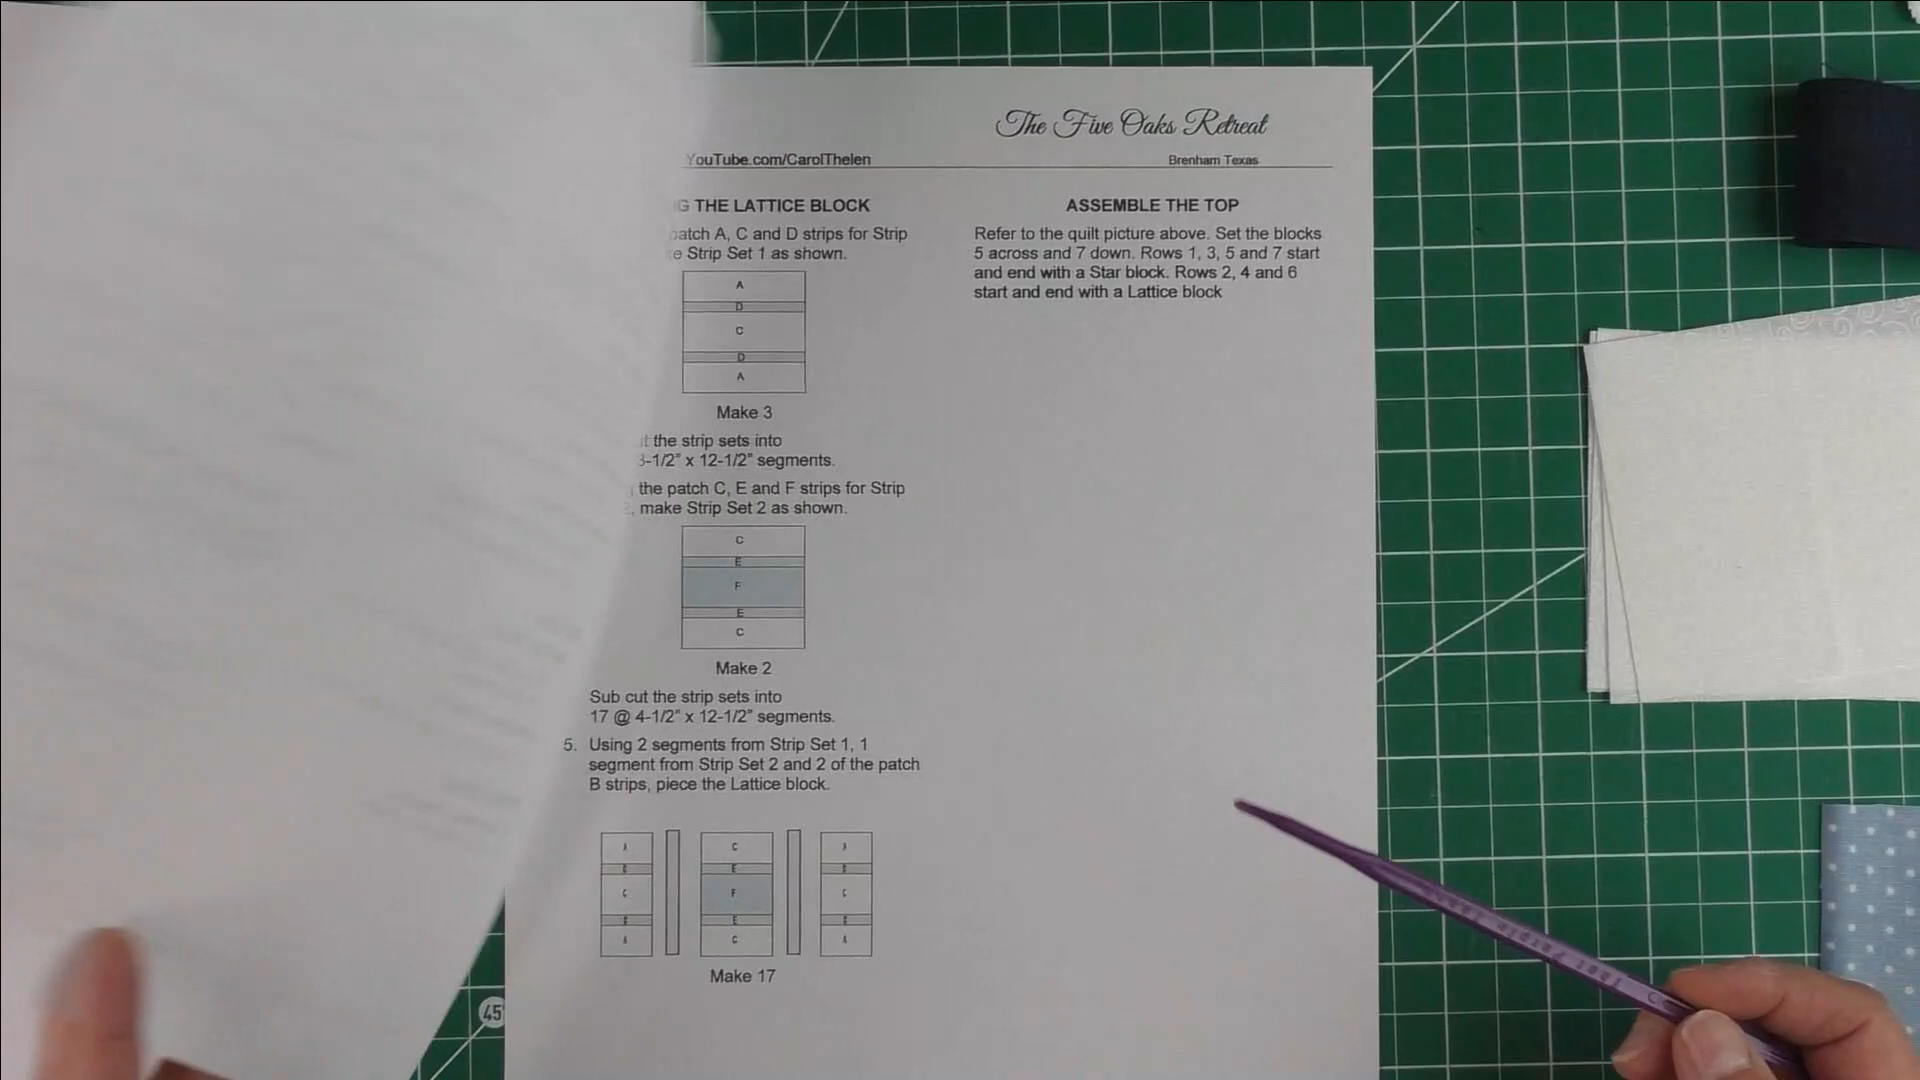 The Five Oaks Retreat
YouTube.com/CarolThelen
Brenham Texas
G THE LATTICE BLOCK
patch A, C and D strips for Strip
e Strip Set 1 as shown.
A
D
C
D
A
Make 3
the strip sets into
3-1/2" x 12-1/2" segments.
the patch C, E and F strips for Strip
2, make Strip Set 2 as shown.
C
E
F
E
C
Make 2
Sub cut the strip sets into
17 @ 4-1/2" x 12-1/2" segments.
5. Using 2 segments from Strip Set 1, 1
segment from Strip Set 2 and 2 of the patch
B strips, piece the Lattice block.
A C A
E
C F C
E
A C A
Make 17
ASSEMBLE THE TOP
Refer to the quilt picture above. Set the blocks
5 across and 7 down. Rows 1, 3, 5 and 7 start
and end with a Star block. Rows 2, 4 and 6
start and end with a Lattice block
45